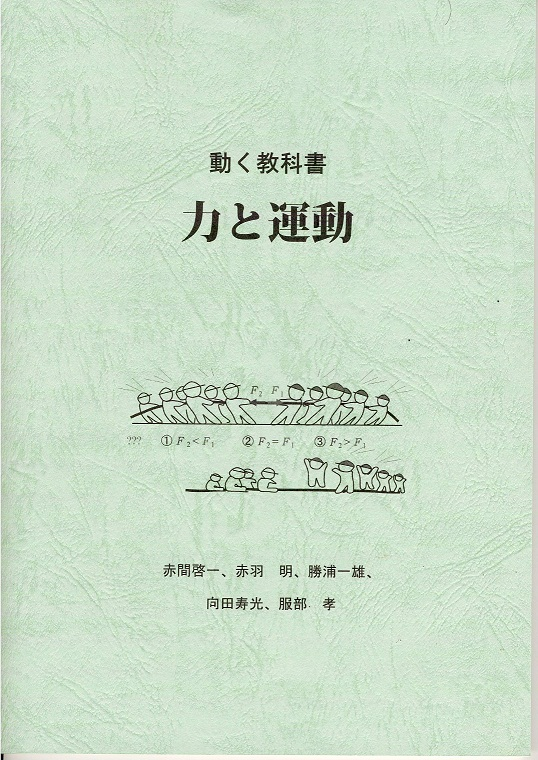 動く教科書
力と運動
F₂ F₁
??? ① F₂<F₁ ② F₂=F₁ ③ F₂>F₁
赤間啓一、赤羽 明、勝浦一雄、
向田寿光、服部 孝